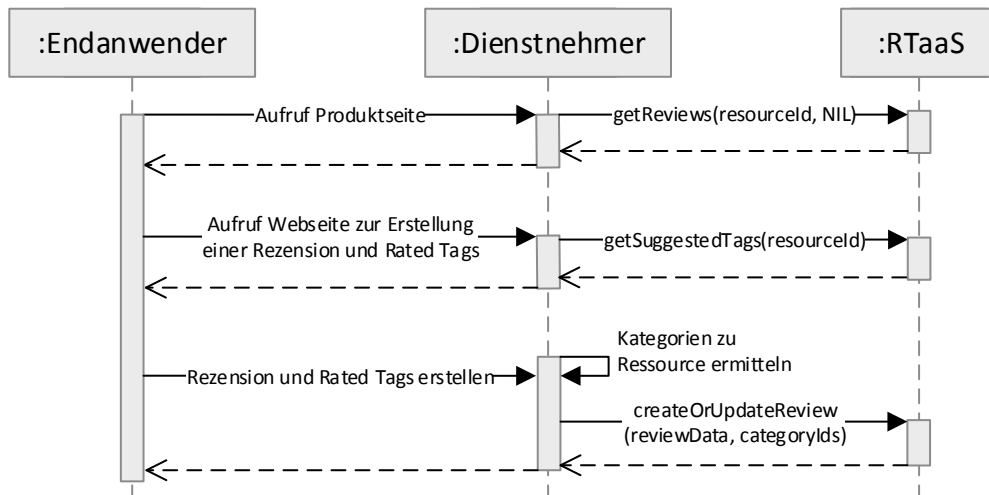 :Endanwender
:Dienstnehmer
:RTaaS
Aufruf Produktseite
getReviews(resourceId, NIL)
Aufruf Webseite zur Erstellung
einer Rezension und Rated Tags
getSuggestedTags(resourceId)
Kategorien zu
Ressource ermitteln
Rezension und Rated Tags erstellen
createOrUpdateReview
(reviewData, categoryIds)